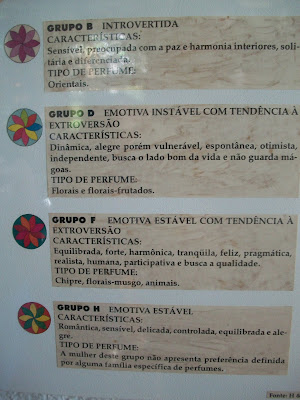 GRUPO B INTROVERTIDA
CARACTERÍSTICAS:
Sensível, preocupada com a paz e harmonia interiores, soli-
tária e diferenciada.
TIPO DE PERFUME:
Orientais.
GRUPO D EMOTIVA INSTÁVEL COM TENDÊNCIA À
EXTROVERSÃO
CARACTERÍSTICAS:
Dinâmica, alegre porém vulnerável, espontânea, otimista,
independente, busca o lado bom da vida e não guarda má-
goas.
TIPO DE PERFUME:
Florais e florais-frutados.
GRUPO F EMOTIVA ESTÁVEL COM TENDÊNCIA À
EXTROVERSÃO
CARACTERÍSTICAS:
Equilibrada, forte, harmônica, tranqüila, feliz, pragmática,
realista, humana, participativa e busca a qualidade.
TIPO DE PERFUME:
Chipre, florais-musgo, animais.
GRUPO H EMOTIVA ESTÁVEL
CARACTERÍSTICAS:
Romântica, sensível, delicada, controlada, equilibrada e ale-
gre.
TIPO DE PERFUME:
A mulher deste grupo não apresenta preferência definida
por alguma família específica de perfumes.
Fonte: H